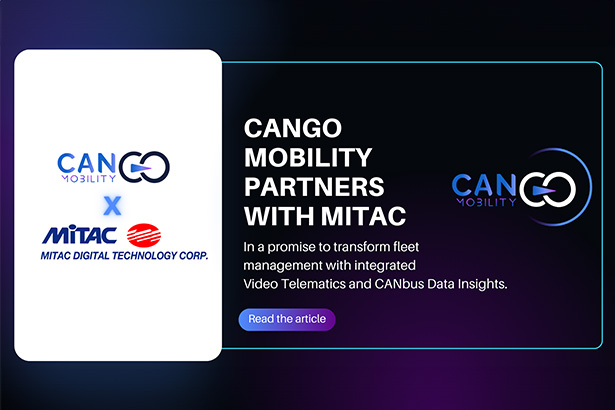 CANGO
MOBILITY
X
MiTAC
MITAC DIGITAL TECHNOLOGY CORP.
CANGO
MOBILITY
PARTNERS
WITH MITAC
In a promise to transform fleet
management with integrated
Video Telematics and CANbus Data Insights.
Read the article
CANGO
MOBILITY